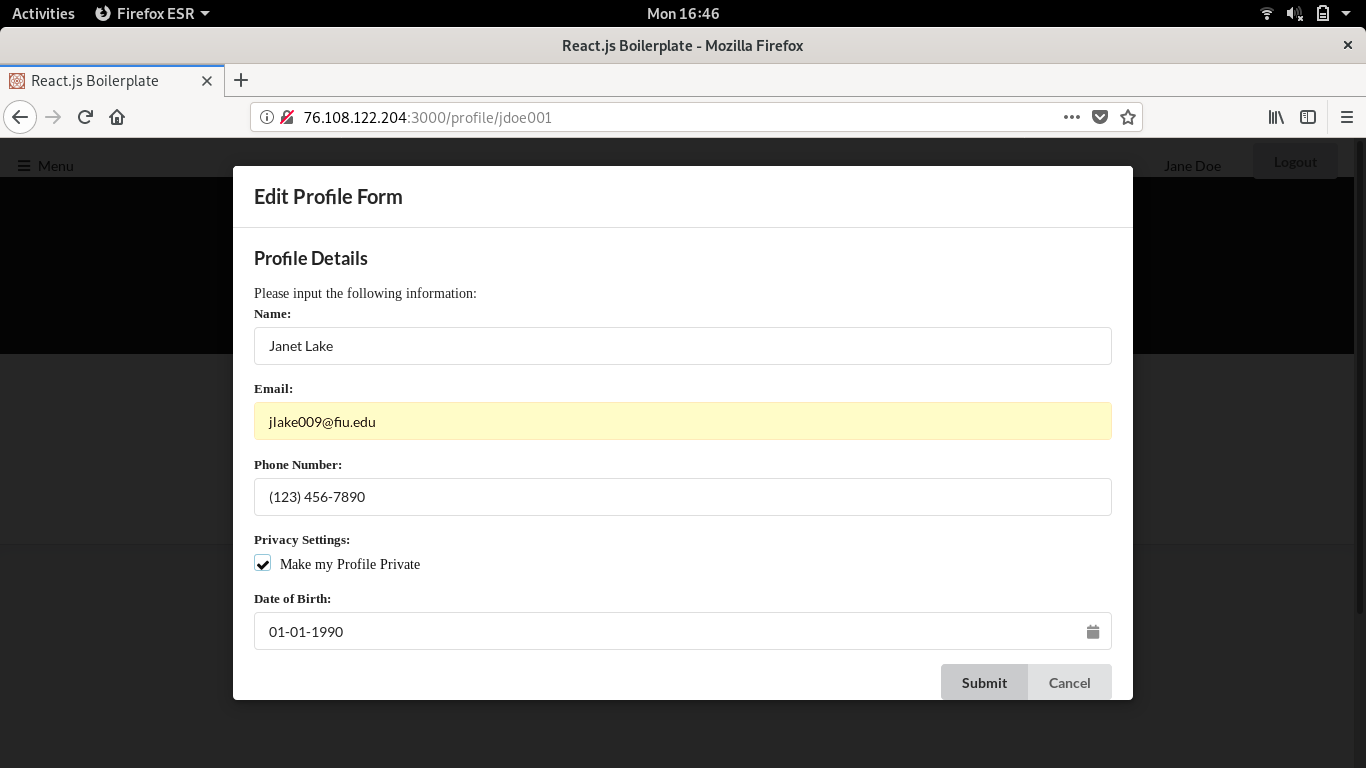 Activities Firefox ESR Mon 16:46
React.js Boilerplate - Mozilla Firefox
React.js Boilerplate
76.108.122.204:3000/profile/jdoe001
Menu Jane Doe Logout
Edit Profile Form
Profile Details
Please input the following information:
Name:
Janet Lake
Email:
jlake009@fiu.edu
Phone Number:
(123) 456-7890
Privacy Settings:
Make my Profile Private
Date of Birth:
01-01-1990
Submit Cancel